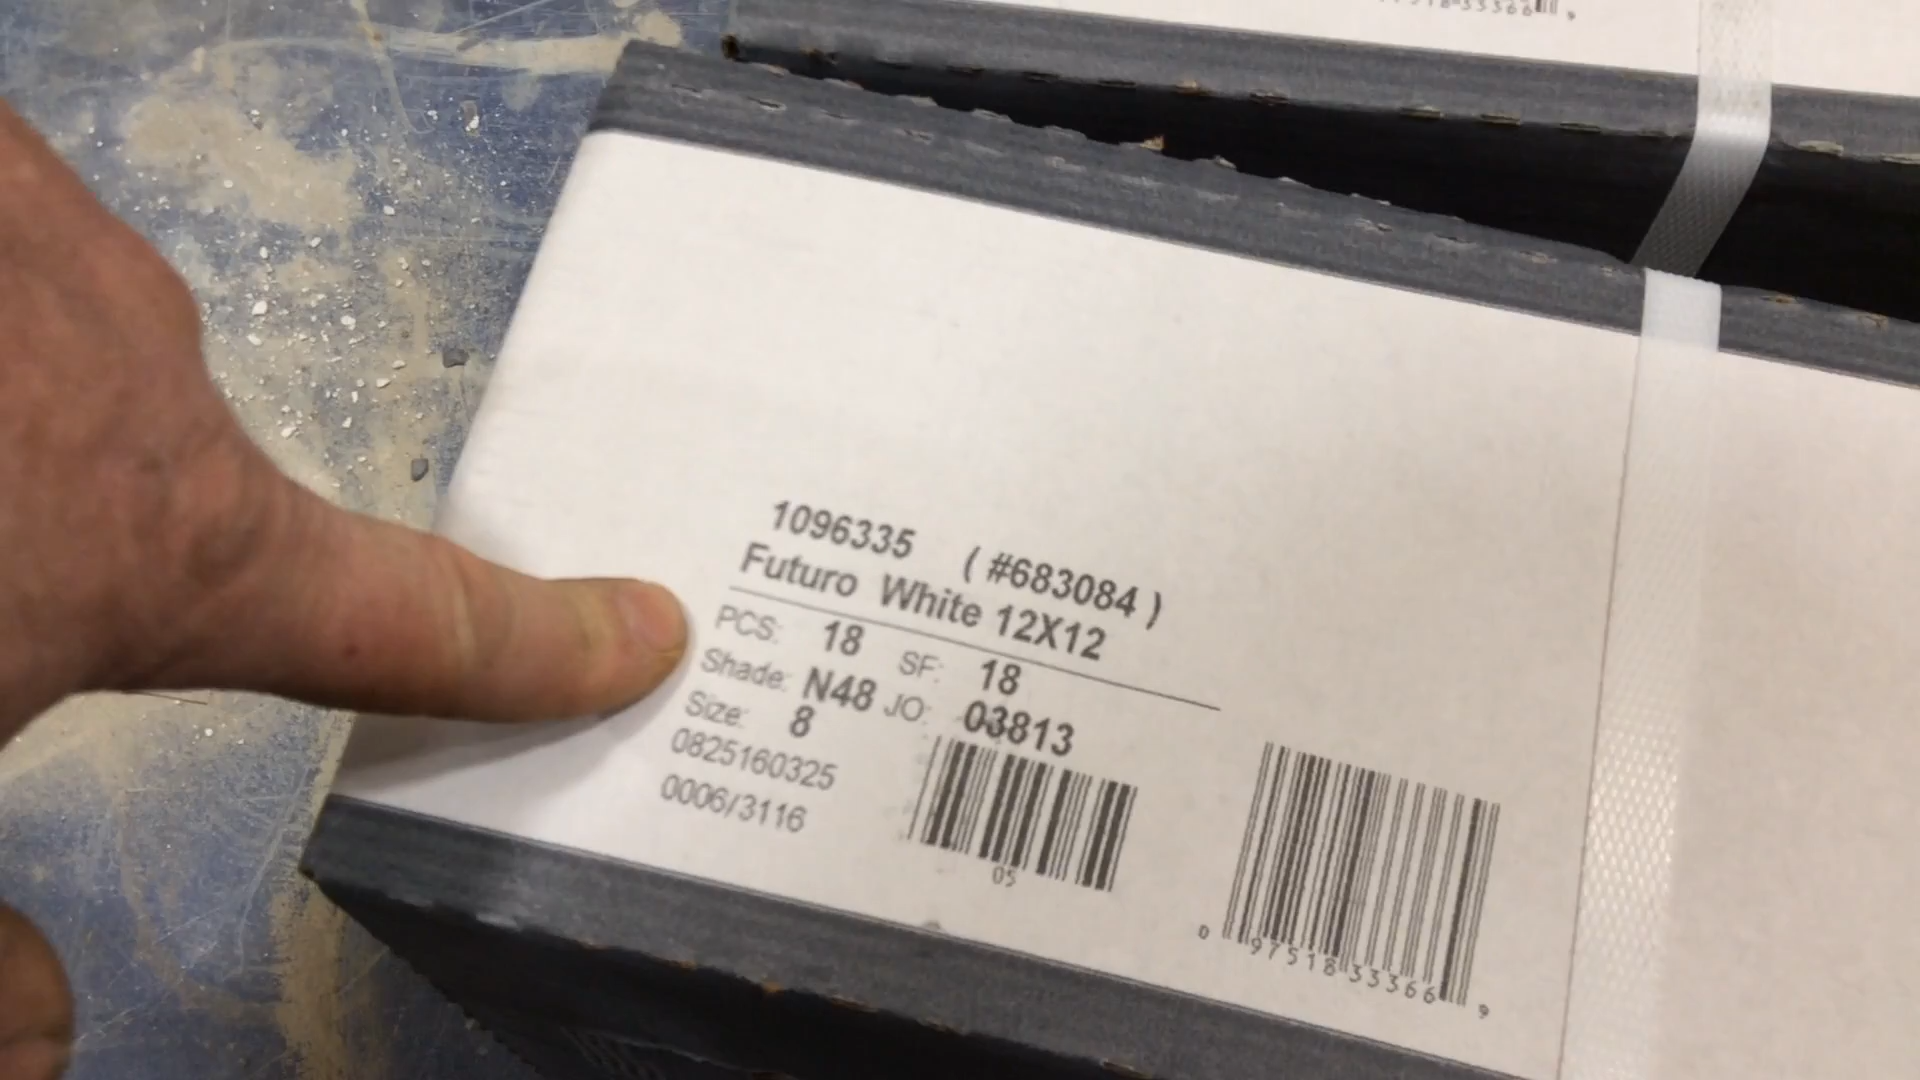 1096335 ( #683084 )
Futuro White 12X12
PCS: 18 SF: 18
Shade: N48 JO: 03813
Size: 8
0825160325
0006/3116
05
0 97518 33366 9